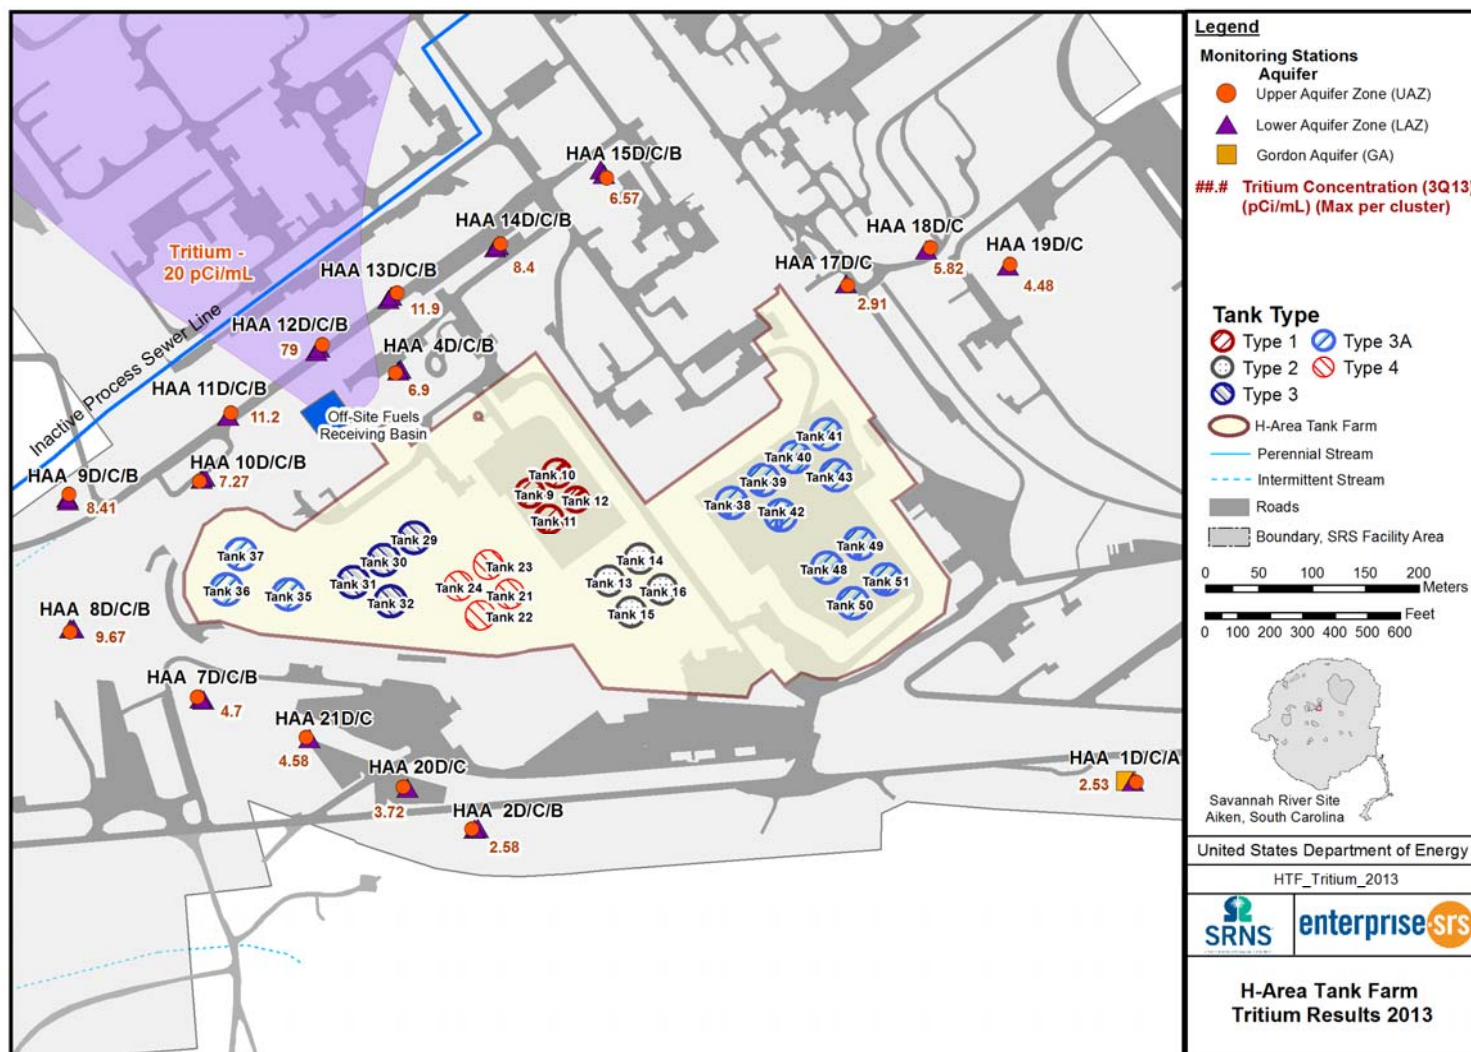 HAA 15D/C/B
6.57
HAA 14D/C/B
8.4
HAA 18D/C
5.82
HAA 19D/C
4.48
HAA 17D/C
2.91
Tritium -
20 pCi/mL
HAA 13D/C/B
11.9
HAA 12D/C/B
79
HAA 4D/C/B
6.9
Inactive Process Sewer Line
HAA 11D/C/B
11.2
Off-Site Fuels
Receiving Basin
HAA 10D/C/B
7.27
HAA 9D/C/B
8.41
Tank 41
Tank 40
Tank 39
Tank 43
Tank 38
Tank 42
Tank 10
Tank 9
Tank 12
Tank 11
Tank 49
Tank 48
Tank 51
Tank 50
Tank 37
Tank 36
Tank 35
Tank 29
Tank 30
Tank 31
Tank 32
Tank 23
Tank 24
Tank 21
Tank 22
Tank 14
Tank 13
Tank 16
Tank 15
HAA 8D/C/B
9.67
HAA 7D/C/B
4.7
HAA 21D/C
4.58
HAA 20D/C
3.72
HAA 2D/C/B
2.58
HAA 1D/C/A
2.53
Legend
Monitoring Stations
Aquifer
Upper Aquifer Zone (UAZ)
Lower Aquifer Zone (LAZ)
Gordon Aquifer (GA)
##.# Tritium Concentration (3Q13)
(pCi/mL) (Max per cluster)
Tank Type
Type 1 Type 3A
Type 2 Type 4
Type 3
H-Area Tank Farm
Perennial Stream
Intermittent Stream
Roads
Boundary, SRS Facility Area
0 50 100 150 200
Meters
Feet
0 100 200 300 400 500 600
Savannah River Site
Aiken, South Carolina
United States Department of Energy
HTF_Tritium_2013
SRNS
enterprise·srs
H-Area Tank Farm
Tritium Results 2013